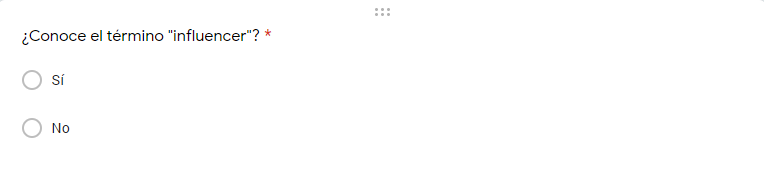 ¿Conoce el término "influencer"? *
Sí
No